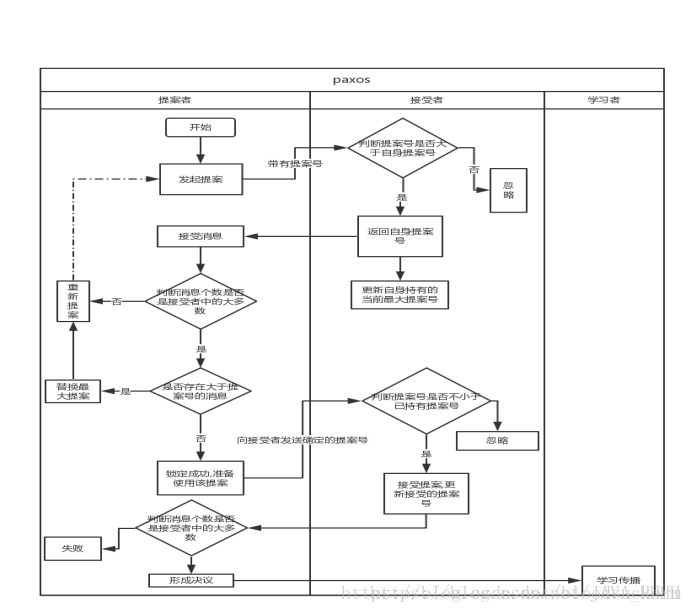 paxos
提案者
接受者
学习者
开始
发起提案
带有提案号
判断提案号是否大
于自身提案号
否
忽
略
是
返回自身提案
号
更新自身持有的
当前最大提案号
接受消息
判断消息个数是否
是接受者中的大多
数
否
重
新
提
案
是
是否存在大于提
案号的消息
是
替换最
大提案
否
锁定成功,准备
使用该提案
向接受者发送确定的提案号
判断提案号是否不小于
已持有提案号
忽略
是
接受提案,更
新接受的提案
号
判断消息个数是否
是接受者中的大多
数
失败
形成决议
学习传播